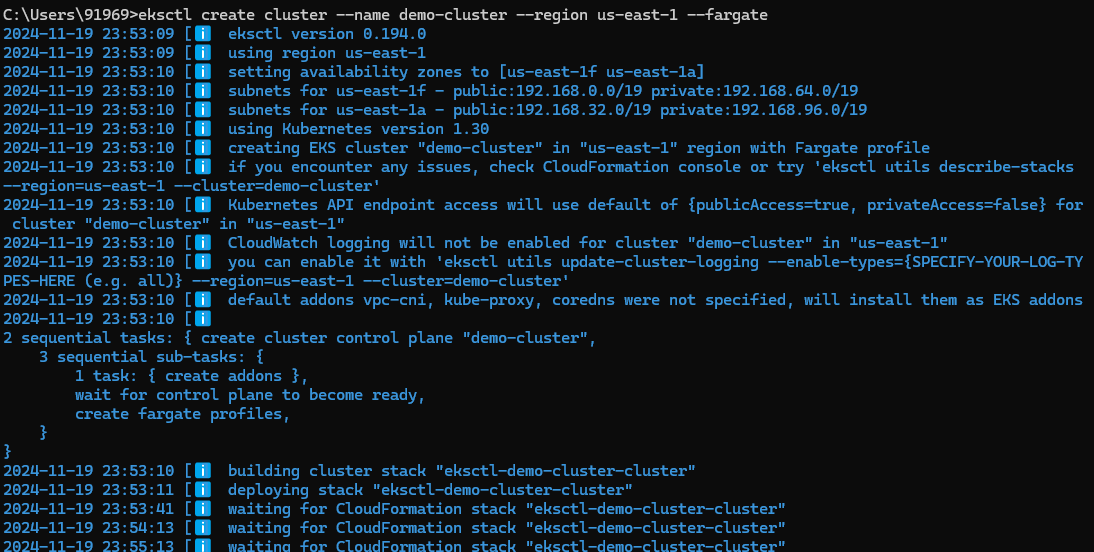 C:\Users\91969>eksctl create cluster --name demo-cluster --region us-east-1 --fargate
2024-11-19 23:53:09 [ℹ]  eksctl version 0.194.0
2024-11-19 23:53:09 [ℹ]  using region us-east-1
2024-11-19 23:53:10 [ℹ]  setting availability zones to [us-east-1f us-east-1a]
2024-11-19 23:53:10 [ℹ]  subnets for us-east-1f - public:192.168.0.0/19 private:192.168.64.0/19
2024-11-19 23:53:10 [ℹ]  subnets for us-east-1a - public:192.168.32.0/19 private:192.168.96.0/19
2024-11-19 23:53:10 [ℹ]  using Kubernetes version 1.30
2024-11-19 23:53:10 [ℹ]  creating EKS cluster "demo-cluster" in "us-east-1" region with Fargate profile
2024-11-19 23:53:10 [ℹ]  if you encounter any issues, check CloudFormation console or try 'eksctl utils describe-stacks
--region=us-east-1 --cluster=demo-cluster'
2024-11-19 23:53:10 [ℹ]  Kubernetes API endpoint access will use default of {publicAccess=true, privateAccess=false} for
 cluster "demo-cluster" in "us-east-1"
2024-11-19 23:53:10 [ℹ]  CloudWatch logging will not be enabled for cluster "demo-cluster" in "us-east-1"
2024-11-19 23:53:10 [ℹ]  you can enable it with 'eksctl utils update-cluster-logging --enable-types={SPECIFY-YOUR-LOG-TY
PES-HERE (e.g. all)} --region=us-east-1 --cluster=demo-cluster'
2024-11-19 23:53:10 [ℹ]  default addons vpc-cni, kube-proxy, coredns were not specified, will install them as EKS addons
2024-11-19 23:53:10 [ℹ]
2 sequential tasks: { create cluster control plane "demo-cluster",
    3 sequential sub-tasks: {
        1 task: { create addons },
        wait for control plane to become ready,
        create fargate profiles,
    }
}
2024-11-19 23:53:10 [ℹ]  building cluster stack "eksctl-demo-cluster-cluster"
2024-11-19 23:53:11 [ℹ]  deploying stack "eksctl-demo-cluster-cluster"
2024-11-19 23:53:41 [ℹ]  waiting for CloudFormation stack "eksctl-demo-cluster-cluster"
2024-11-19 23:54:13 [ℹ]  waiting for CloudFormation stack "eksctl-demo-cluster-cluster"
2024-11-19 23:55:13 [ℹ]  waiting for CloudFormation stack "eksctl-demo-cluster-cluster"